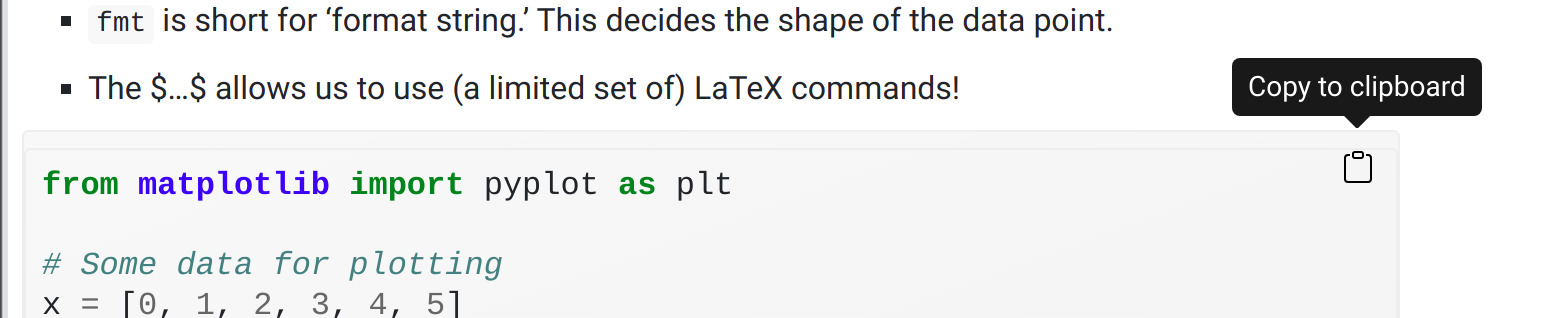 fmt is short for ‘format string.’ This decides the shape of the data point.
The $...$ allows us to use (a limited set of) LaTeX commands!
Copy to clipboard
from matplotlib import pyplot as plt
# Some data for plotting
x = [0, 1, 2, 3, 4, 5]